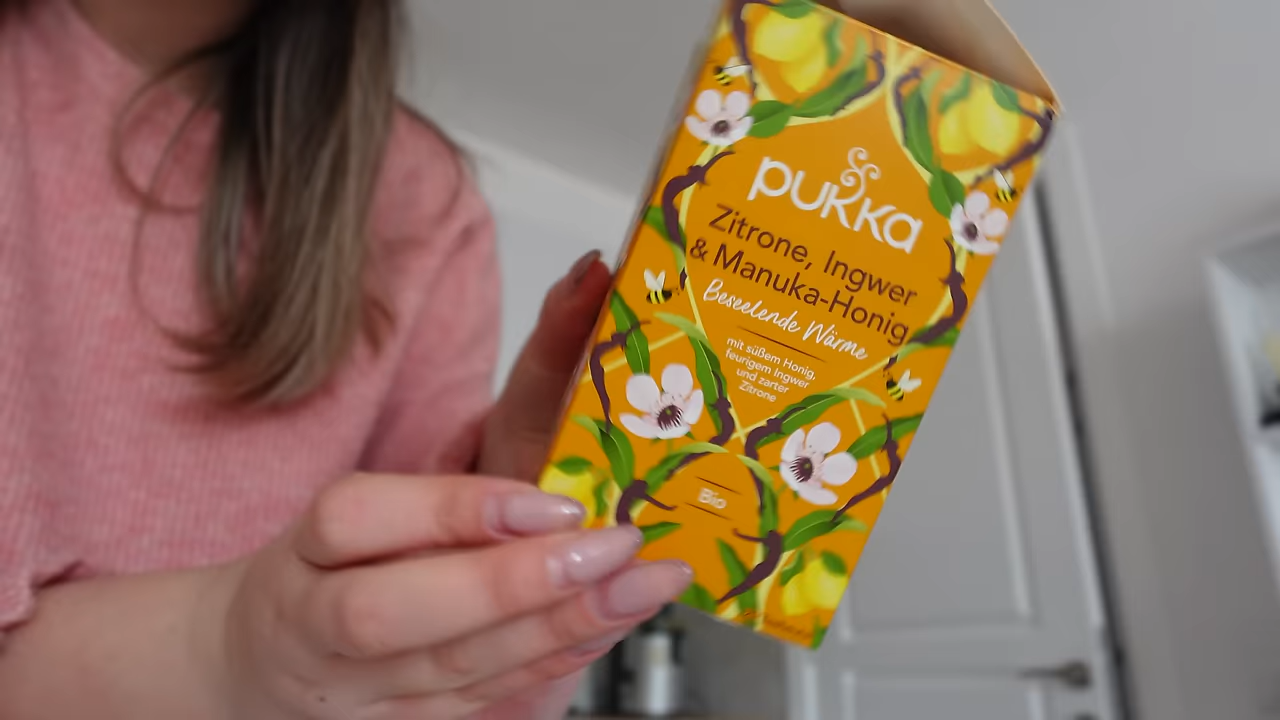 pukka
Zitrone, Ingwer
& Manuka-Honig
Beseelende Wärme
mit süßem Honig,
feurigem Ingwer
und zarter
Zitrone
Bio